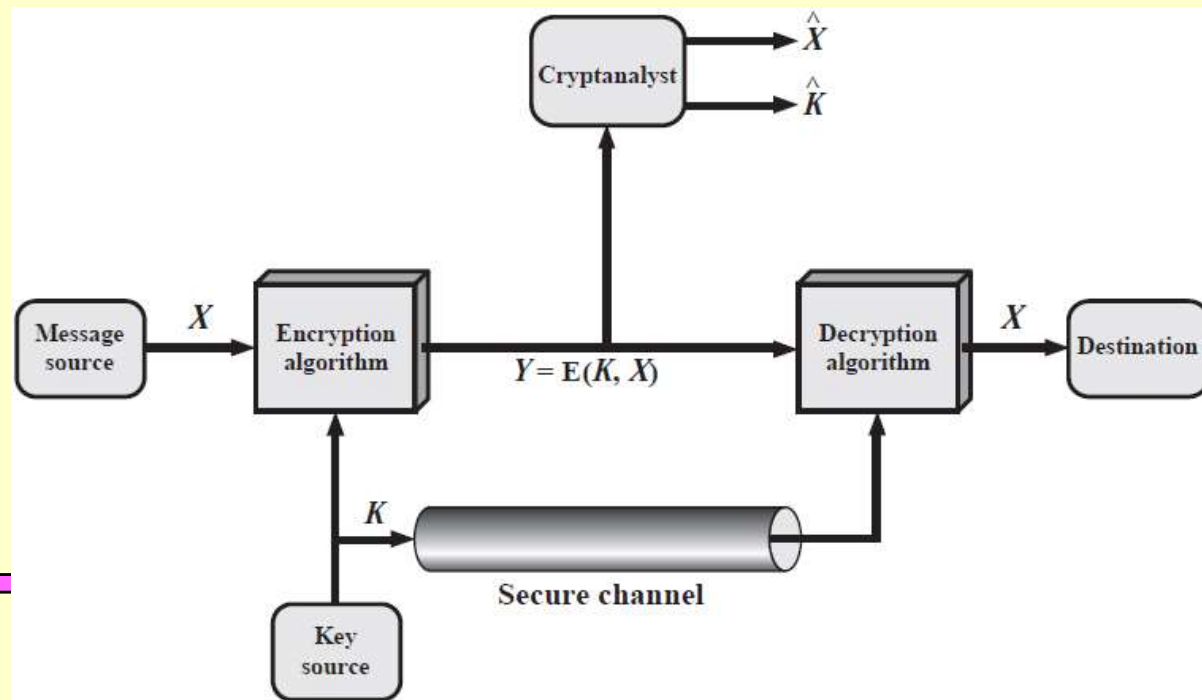 X̂
Cryptanalyst
K̂
Message
source
X
Encryption
algorithm
Y = E(K, X)
Decryption
algorithm
X
Destination
K
Secure channel
Key
source